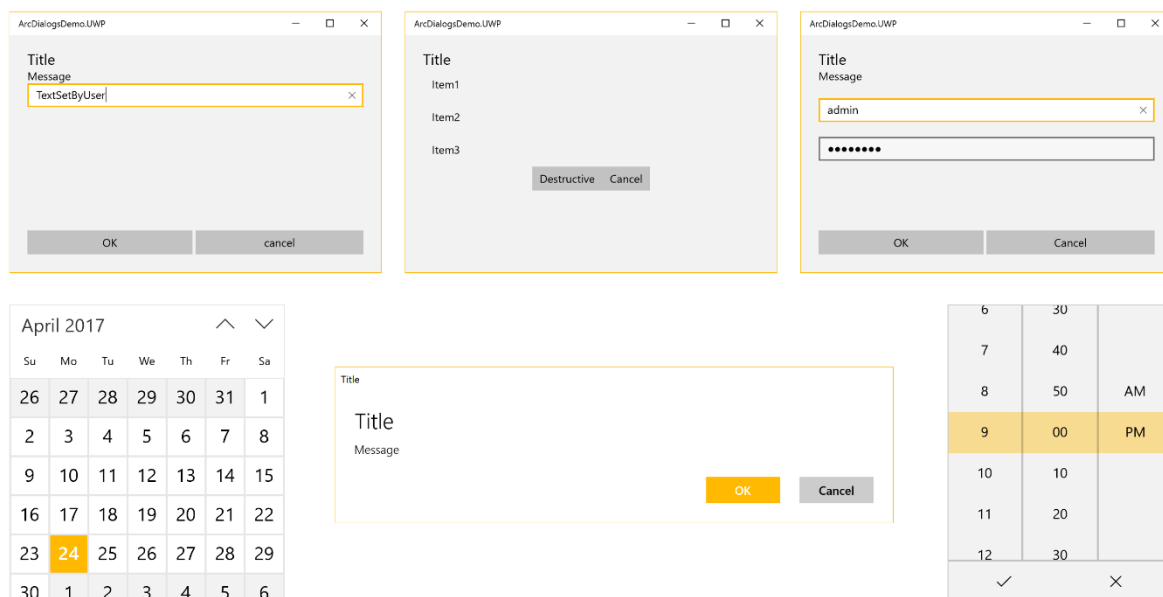 ArcDialogsDemo.UWP
Title
Message
TextSetByUser
OK cancel
ArcDialogsDemo.UWP
Title
Item1
Item2
Item3
Destructive Cancel
ArcDialogsDemo.UWP
Title
Message
admin
OK Cancel
April 2017
Su Mo Tu We Th Fr Sa
26 27 28 29 30 31 1
2 3 4 5 6 7 8
9 10 11 12 13 14 15
16 17 18 19 20 21 22
23 24 25 26 27 28 29
30 1 2 3 4 5 6
Title
Title
Message
OK Cancel
6 30
7 40
8 50 AM
9 00 PM
10 10
11 20
12 30